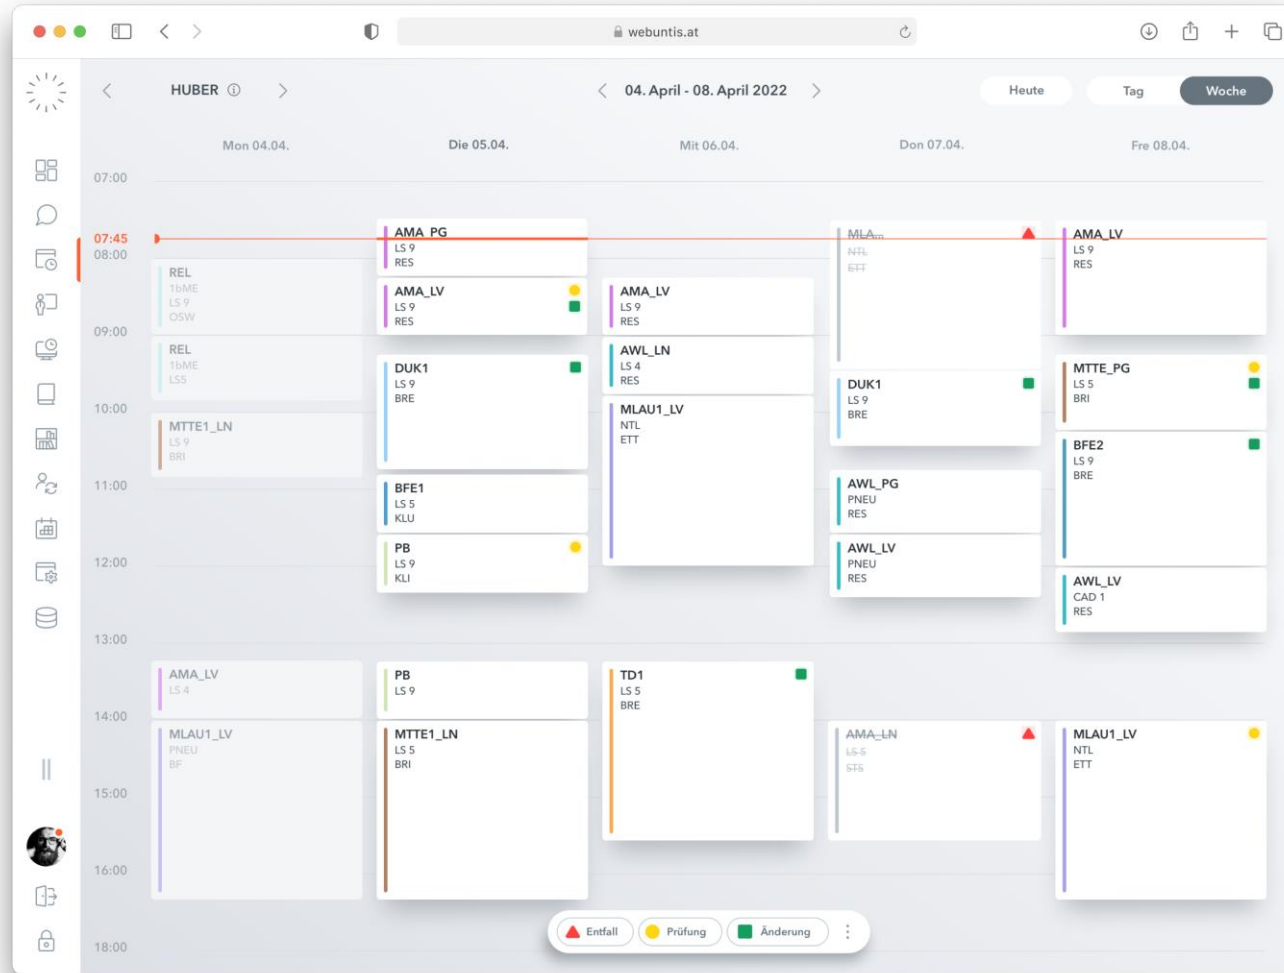 webuntis.at
HUBER
04. April - 08. April 2022
Heute
Tag
Woche
Mon 04.04.
Die 05.04.
Mit 06.04.
Don 07.04.
Fre 08.04.
07:00
07:45
08:00
09:00
10:00
11:00
12:00
13:00
14:00
15:00
16:00
18:00
REL
1bME
LS 9
OSW
REL
1bME
LS5
MTTE1_LN
LS 9
BRI
AMA_LV
LS 4
MLAU1_LV
PNEU
BF
AMA_PG
LS 9
RES
AMA_LV
LS 9
RES
DUK1
LS 9
BRE
BFE1
LS 5
KLU
PB
LS 9
KLI
PB
LS 9
MTTE1_LN
LS 5
BRI
AMA_LV
LS 9
RES
AWL_LN
LS 4
RES
MLAU1_LV
NTL
ETT
TD1
LS 5
BRE
MLA...
NTL
ETT
DUK1
LS 9
BRE
AWL_PG
PNEU
RES
AWL_LV
PNEU
RES
AMA_LN
LS 5
STS
AMA_LV
LS 9
RES
MTTE_PG
LS 5
BRI
BFE2
LS 9
BRE
AWL_LV
CAD 1
RES
MLAU1_LV
NTL
ETT
Entfall
Prüfung
Änderung